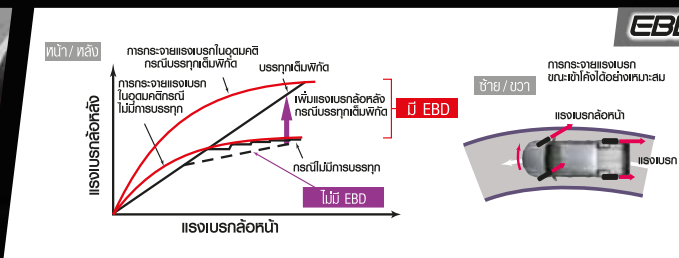 EBD
หน้า / หลัง
การกระจายแรงเบรกในอุดมคติ
กรณีบรรทุกเต็มพิกัด
บรรทุกเต็มพิกัด
การกระจายแรงเบรก
ในอุดมคติกรณี
ไม่มีการบรรทุก
เพิ่มแรงเบรกล้อหลัง
กรณีบรรทุกเต็มพิกัด
มี EBD
กรณีไม่มีการบรรทุก
ไม่มี EBD
แรงเบรกล้อหลัง
แรงเบรกล้อหน้า
การกระจายแรงเบรก
ขณะเข้าโค้งได้อย่างเหมาะสม
ซ้าย / ขวา
แรงเบรกล้อหน้า
แรงเบรก